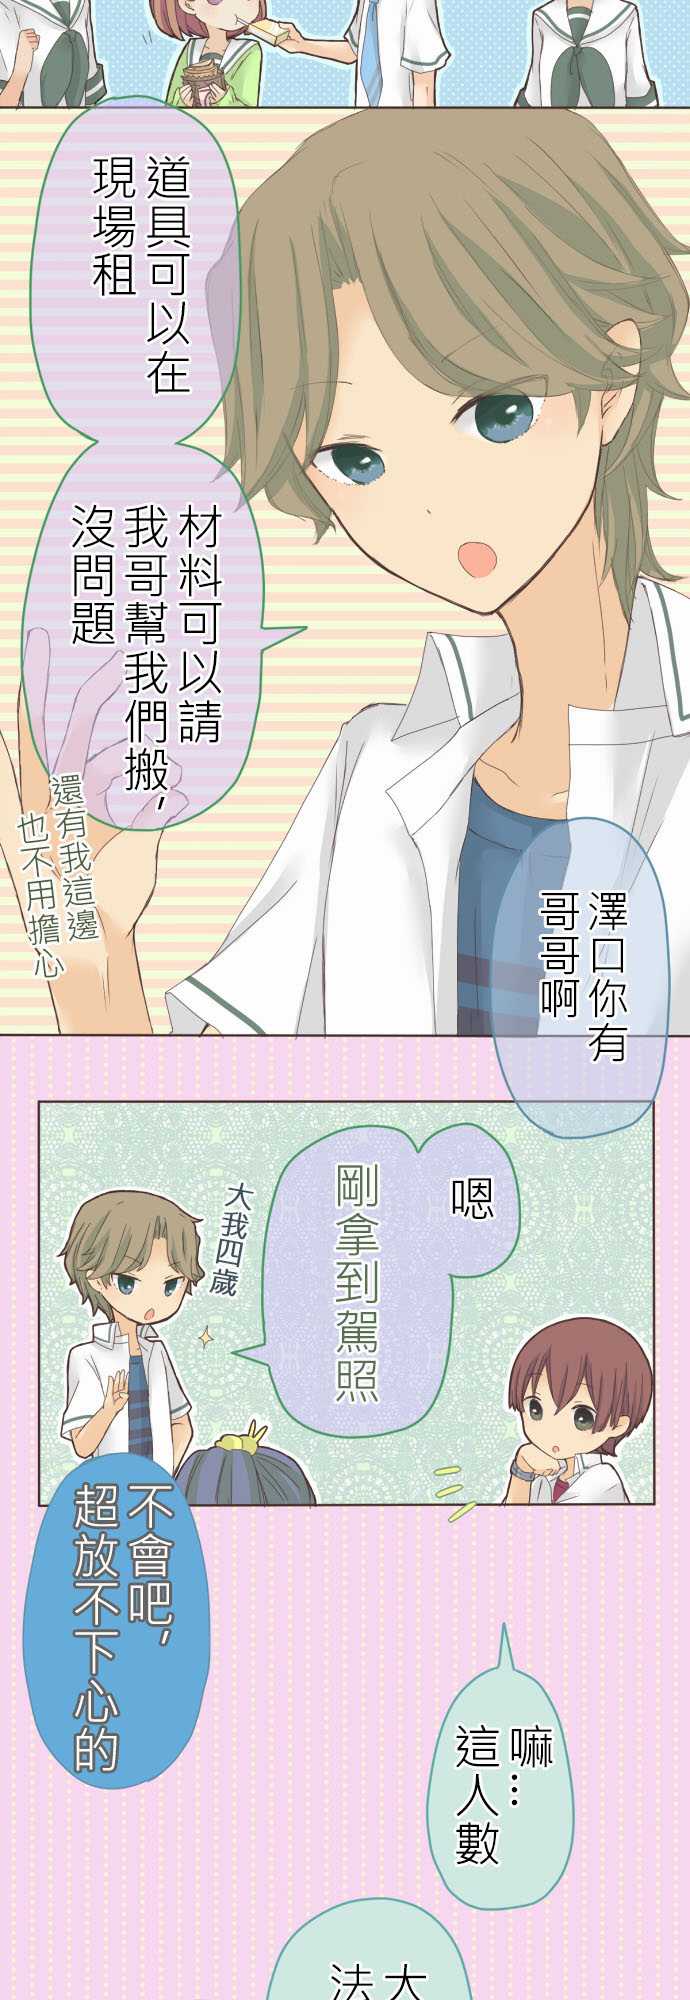 道具可以在
現場租
材料可以請
我哥幫我們搬,
沒問題
還有我這邊
也不用擔心
澤口你有
哥哥啊
嗯
剛拿到駕照
大我四歲
不會吧,
超放不下心的
嘛…
這人數
大
法